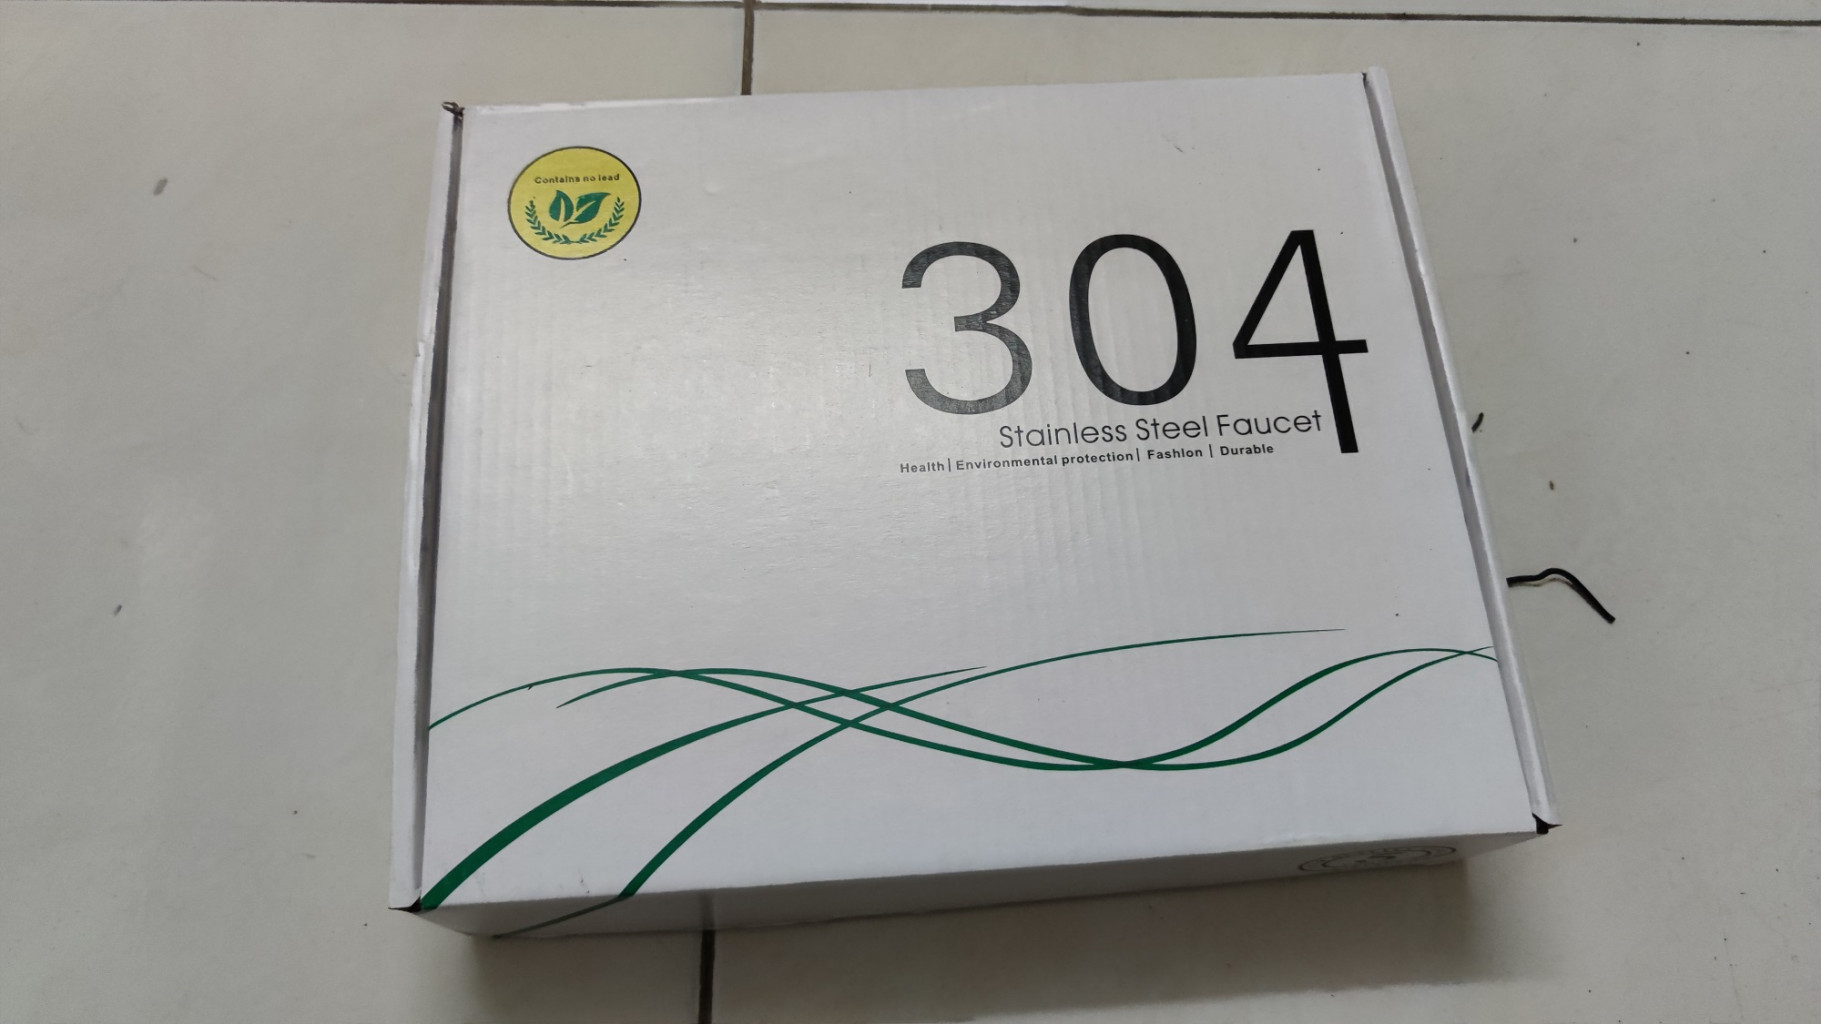 Contains no lead
304
Stainless Steel Faucet
Health | Environmental protection | Fashion | Durable